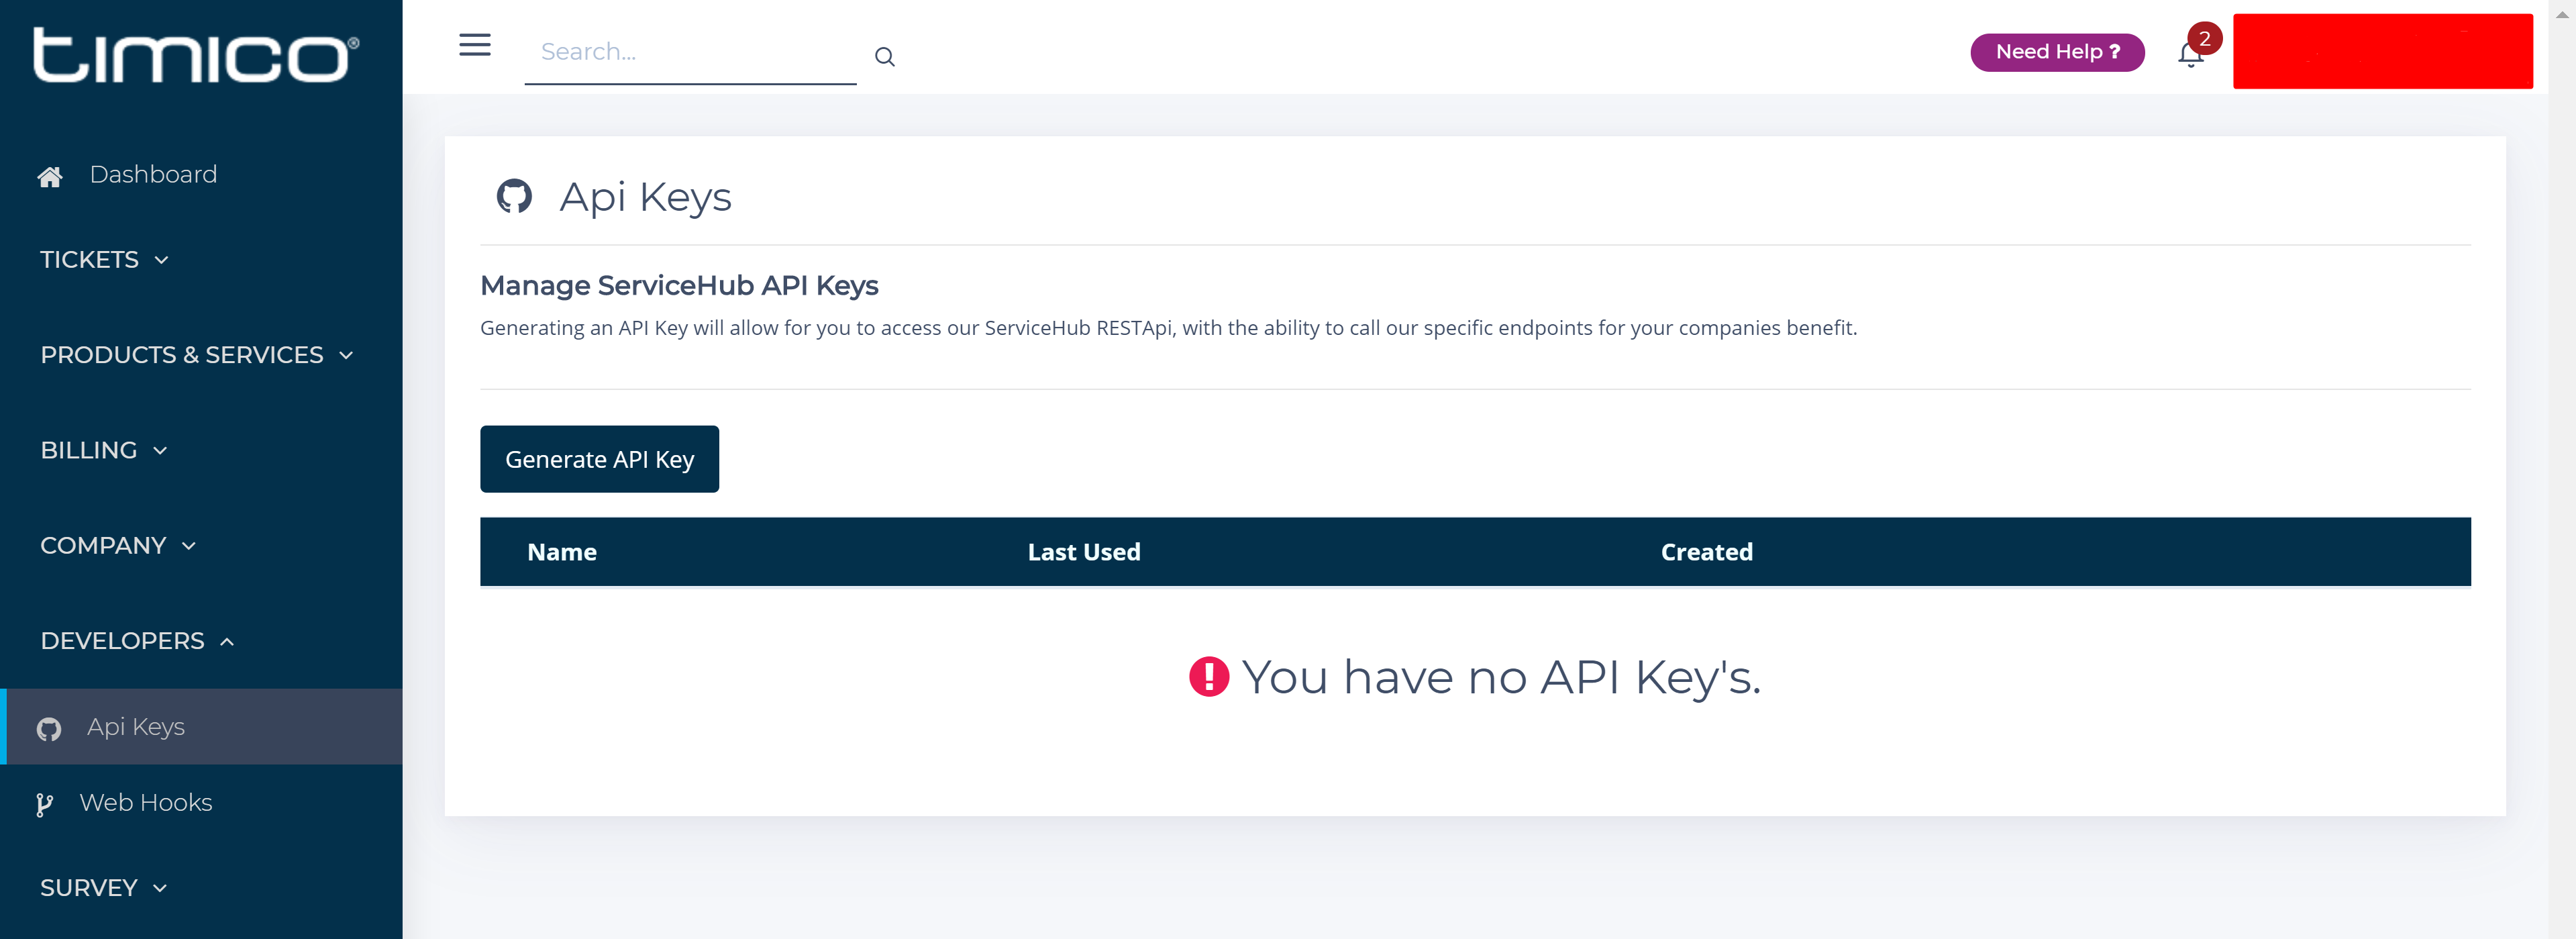 timico®
Search...
Need Help ?
2
Dashboard
TICKETS
PRODUCTS & SERVICES
BILLING
COMPANY
DEVELOPERS
Api Keys
Web Hooks
SURVEY
Api Keys
Manage ServiceHub API Keys
Generating an API Key will allow for you to access our ServiceHub RESTApi, with the ability to call our specific endpoints for your companies benefit.
Generate API Key
Name Last Used Created
You have no API Key's.